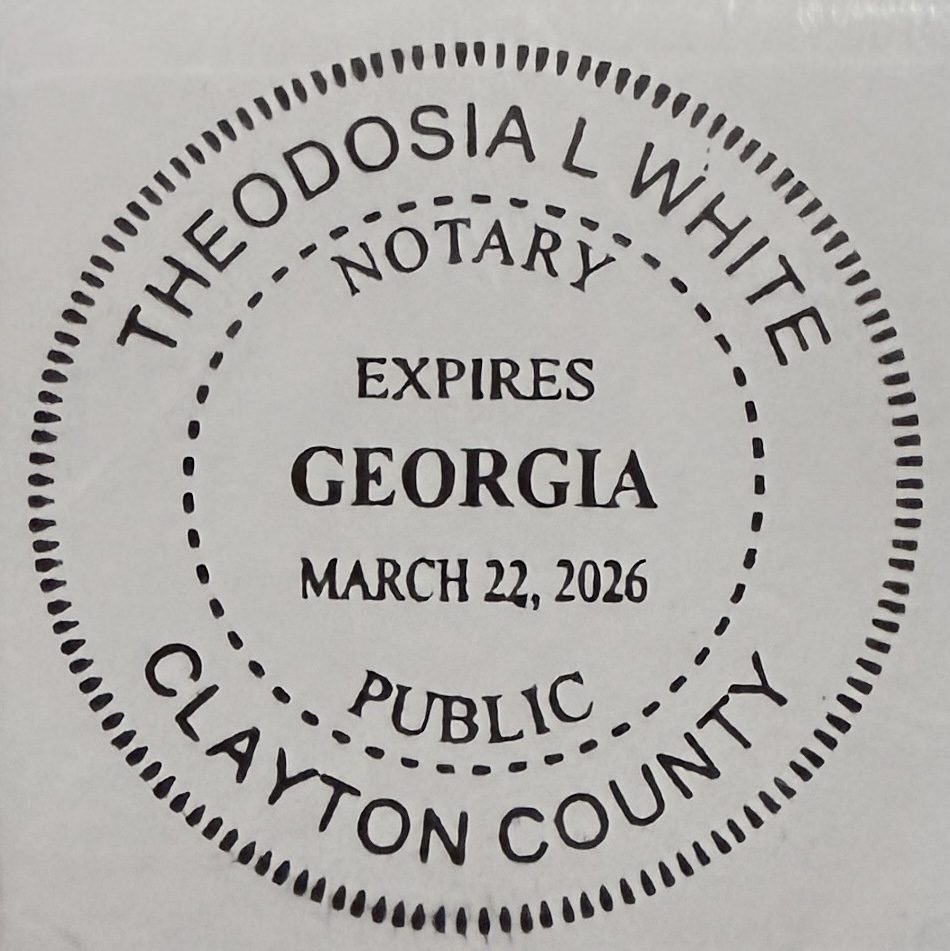 THEODOSIA L WHITE
NOTARY
EXPIRES
GEORGIA
MARCH 22, 2026
PUBLIC
CLAYTON COUNTY